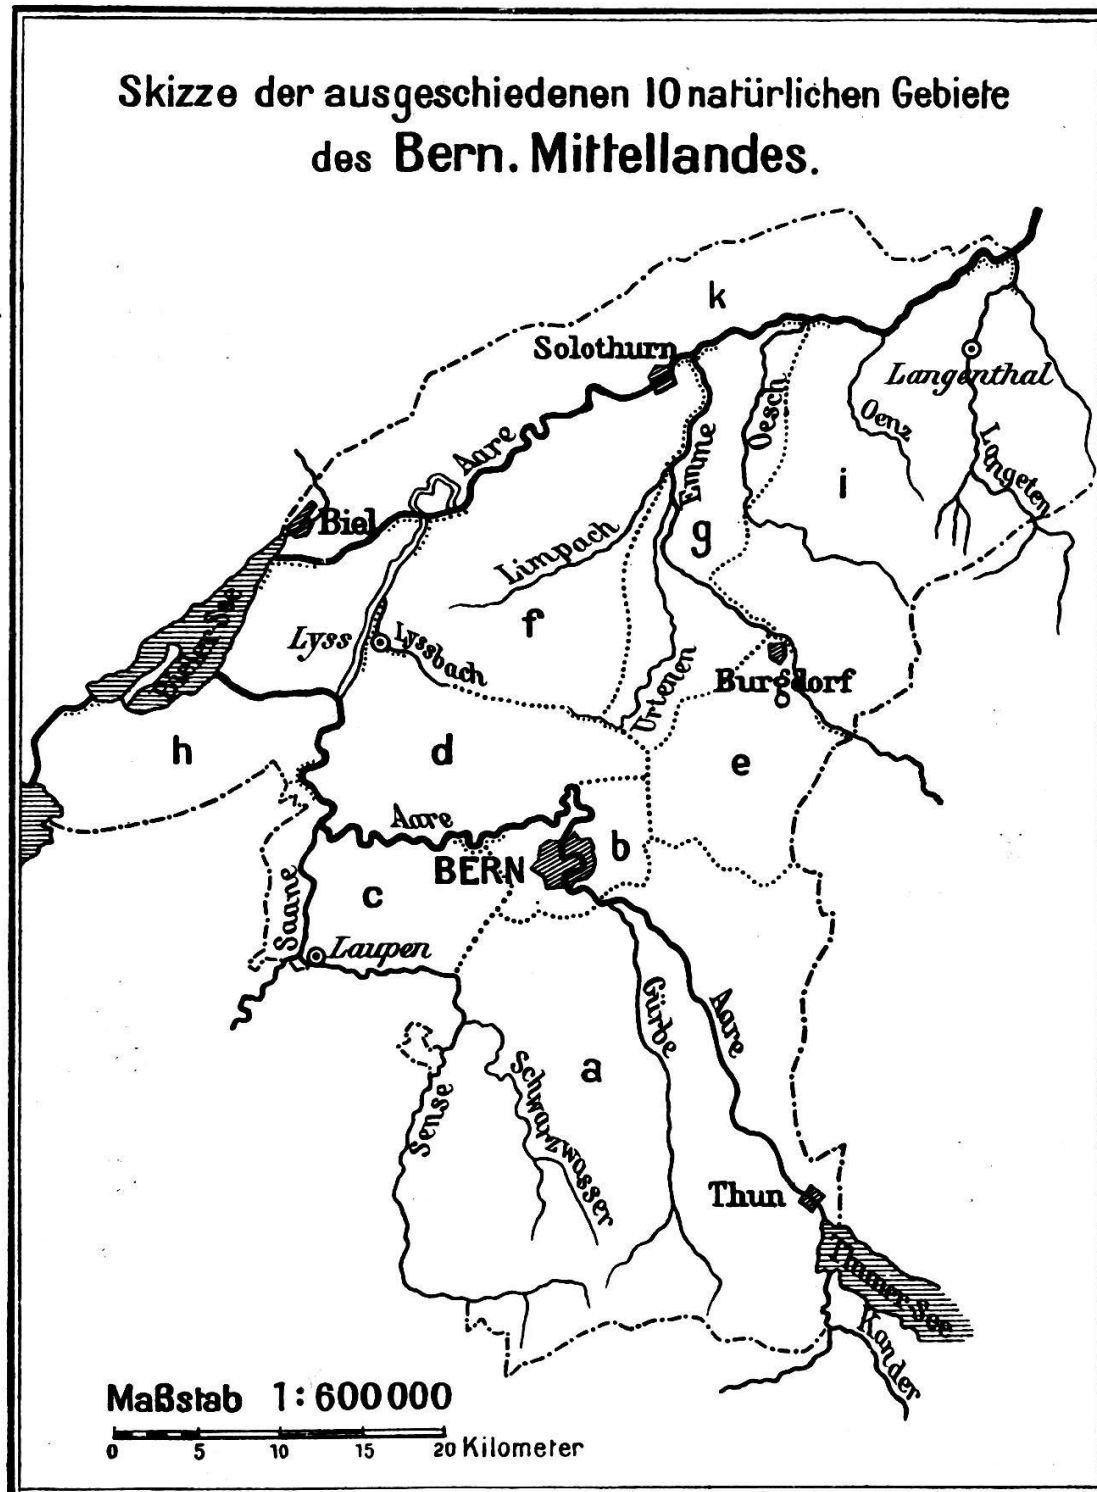 Skizze der ausgeschiedenen 10 natürlichen Gebiete
des Bern. Mittellandes.
k
Solothurn
Langenthal
Oesch
Oenz
Aare
Emme
Langeten
i
Biel
Limpach
g
Bieler-See
f
Lyss
Lyssbach
Urtenen
Burgdorf
h
d
e
Aare
b
BERN
c
Saane
Laupen
Gürbe
Aare
a
Schwarzwasser
Sense
Thun
Thuner-See
Kander
Maßstab 1:600000
0 5 10 15 20 Kilometer